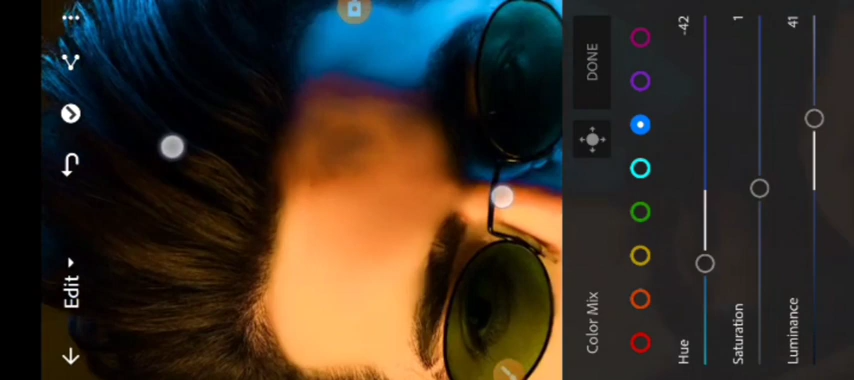 Edit
Color Mix
DONE
Hue
-42
Saturation
1
Luminance
41